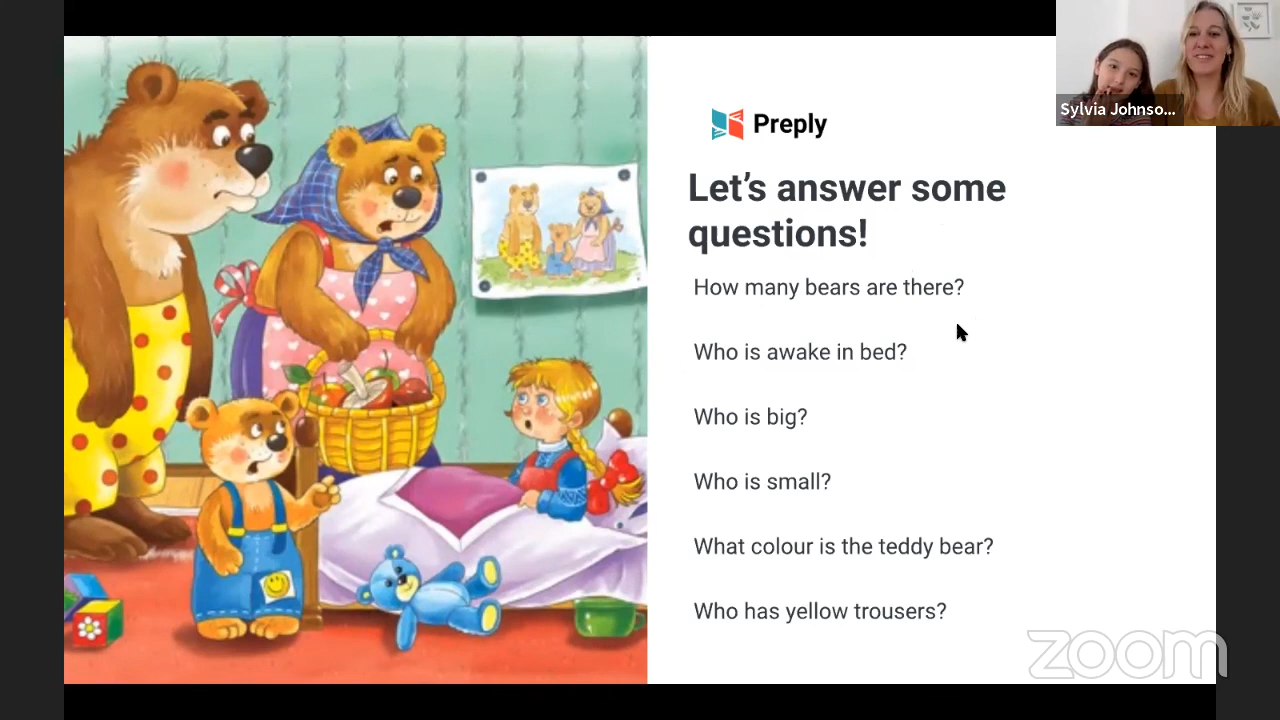 Sylvia Johnso...
Preply
Let's answer some
questions!
How many bears are there?
Who is awake in bed?
Who is big?
Who is small?
What colour is the teddy bear?
Who has yellow trousers?
zoom